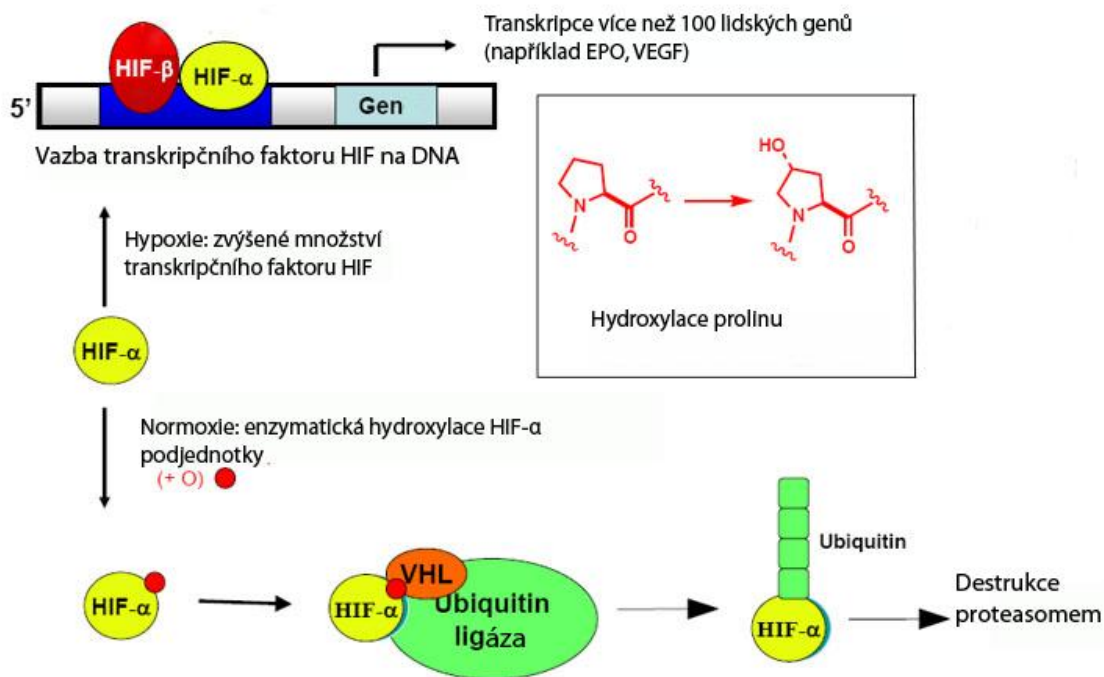 Transkripce více než 100 lidských genů
(například EPO, VEGF)
HIF-β
HIF-α
5’
Gen
Vazba transkripčního faktoru HIF na DNA
HO
N
O
N
O
Hydroxylace prolinu
Hypoxie: zvýšené množství
transkripčního faktoru HIF
HIF-α
Normoxie: enzymatická hydroxylace HIF-α
podjednotky
(+ O)
HIF-α
HIF-α
VHL
Ubiquitin
ligáza
Ubiquitin
HIF-α
Destrukce
proteasomem